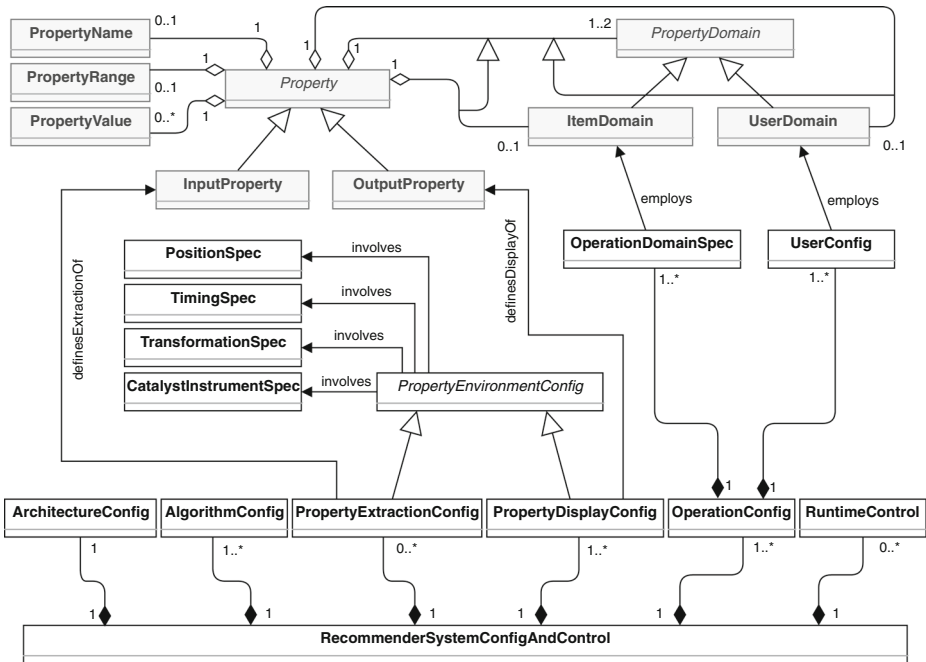 PropertyName
0..1
1
1
1
1..2
PropertyDomain
PropertyRange
1
0..1
Property
1
PropertyValue
0..*
1
ItemDomain
0..1
UserDomain
0..1
InputProperty
OutputProperty
employs
employs
definesExtractionOf
definesDisplayOf
PositionSpec
involves
OperationDomainSpec
1..*
UserConfig
1..*
TimingSpec
involves
TransformationSpec
involves
CatalystInstrumentSpec
involves
PropertyEnvironmentConfig
1
1
ArchitectureConfig
AlgorithmConfig
PropertyExtractionConfig
PropertyDisplayConfig
OperationConfig
RuntimeControl
1
1..*
0..*
1..*
1..*
0..*
1
1
1
1
1
1
RecommenderSystemConfigAndControl